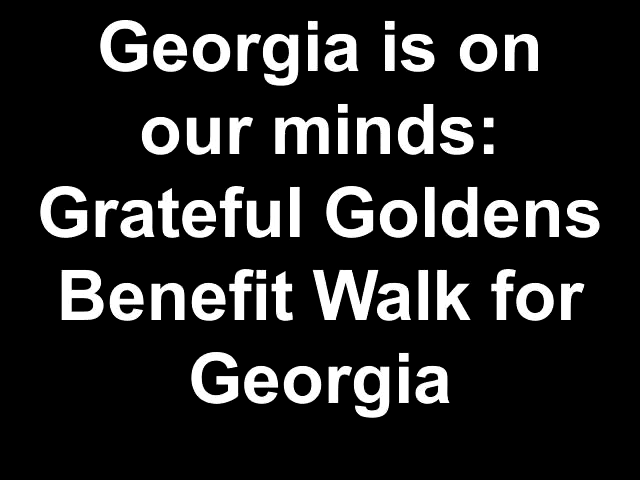 Georgia is on
our minds:
Grateful Goldens
Benefit Walk for
Georgia